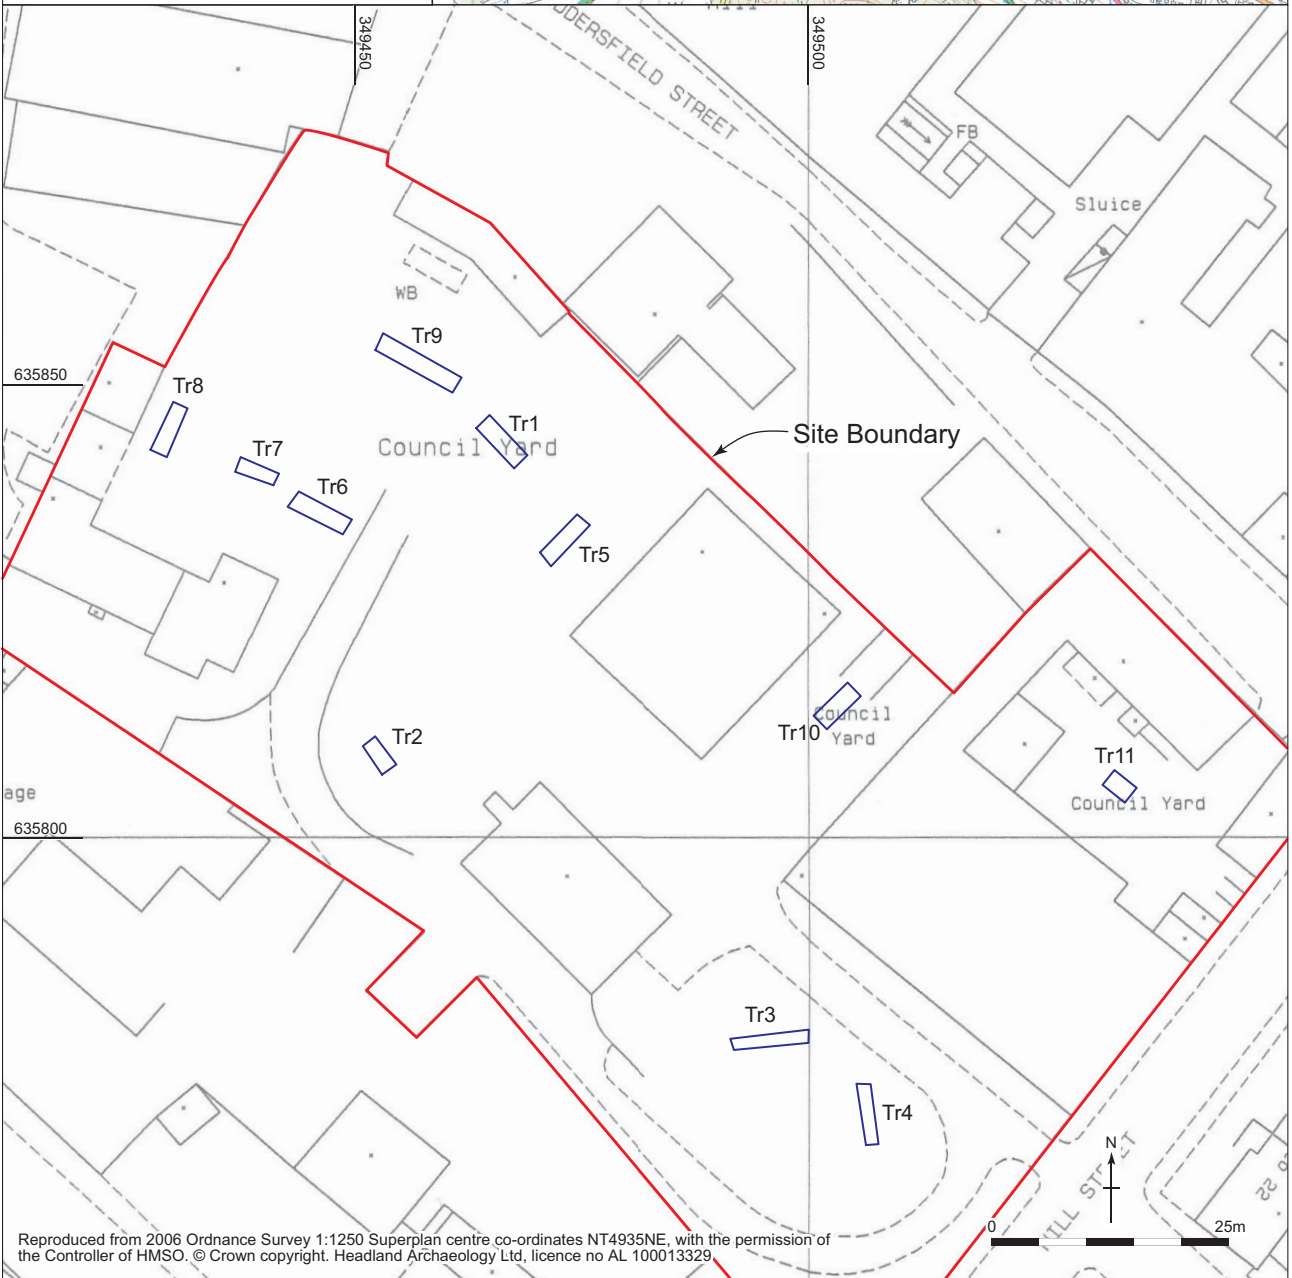 349450
349500
DDERSFIELD STREET
FB
Sluice
WB
Tr9
635850
Tr8
Tr1
Council Yard
Site Boundary
Tr7
Tr6
Tr5
Tr10
Council
Yard
Tr2
Tr11
Council Yard
age
635800
Tr3
Tr4
N
STREET
0
25m
Reproduced from 2006 Ordnance Survey 1:1250 Superplan centre co-ordinates NT4935NE, with the permission of
the Controller of HMSO. © Crown copyright. Headland Archaeology Ltd, licence no AL 100013329